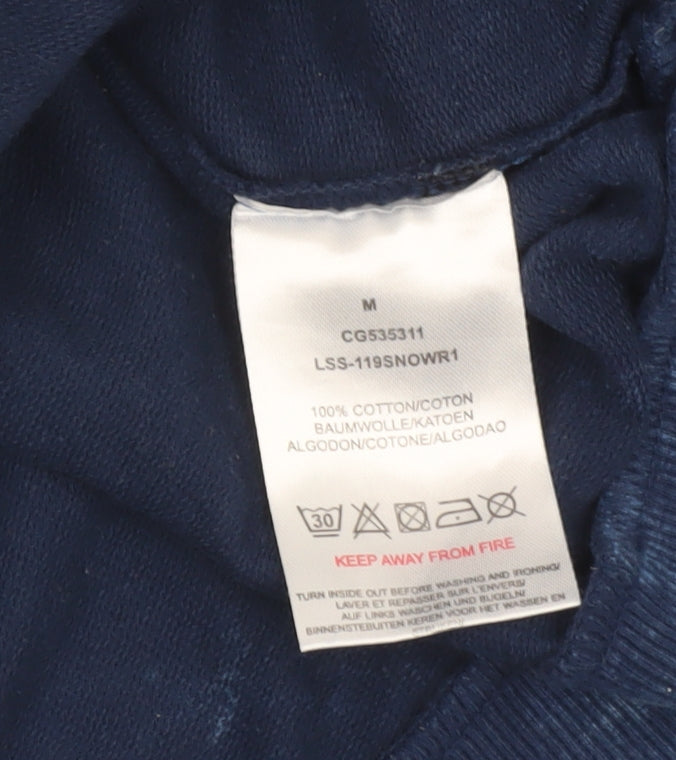 M
CG535311
LSS-119SNOWR1
100% COTTON/COTON
BAUMWOLLE/KATOEN
ALGODON/COTONE/ALGODAO
30
KEEP AWAY FROM FIRE
TURN INSIDE OUT BEFORE WASHING AND IRONING/
LAVER ET REPASSER SUR L'ENVERS/
AUF LINKS WASCHEN UND BUGELN/
BINNENSTEBUITEN KEREN VOOR HET WASSEN EN